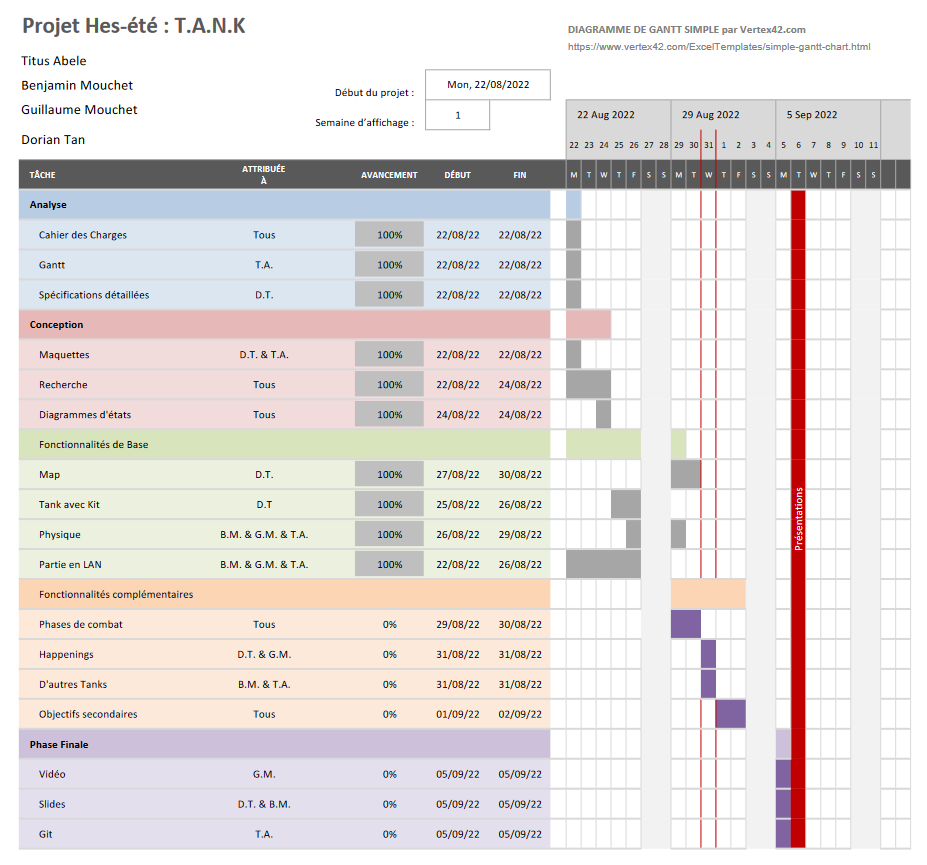 Projet Hes-été : T.A.N.K
DIAGRAMME DE GANTT SIMPLE par Vertex42.com
https://www.vertex42.com/ExcelTemplates/simple-gantt-chart.html
Titus Abele
Benjamin Mouchet
Guillaume Mouchet
Dorian Tan
Début du projet : Mon, 22/08/2022
Semaine d'affichage : 1
22 Aug 2022 29 Aug 2022 5 Sep 2022
22 23 24 25 26 27 28 29 30 31 1 2 3 4 5 6 7 8 9 10 11
TÂCHE ATTRIBUÉE À AVANCEMENT DÉBUT FIN M T W T F S S M T W T F S S M T W T F S S
Analyse
Cahier des Charges Tous 100% 22/08/22 22/08/22
Gantt T.A. 100% 22/08/22 22/08/22
Spécifications détaillées D.T. 100% 22/08/22 22/08/22
Conception
Maquettes D.T. & T.A. 100% 22/08/22 22/08/22
Recherche Tous 100% 22/08/22 24/08/22
Diagrammes d'états Tous 100% 24/08/22 24/08/22
Fonctionnalités de Base
Map D.T. 100% 27/08/22 30/08/22
Tank avec Kit D.T 100% 25/08/22 26/08/22
Physique B.M. & G.M. & T.A. 100% 26/08/22 29/08/22
Partie en LAN B.M. & G.M. & T.A. 100% 22/08/22 26/08/22
Présentations
Fonctionnalités complémentaires
Phases de combat Tous 0% 29/08/22 30/08/22
Happenings D.T. & G.M. 0% 31/08/22 31/08/22
D'autres Tanks B.M. & T.A. 0% 31/08/22 31/08/22
Objectifs secondaires Tous 0% 01/09/22 02/09/22
Phase Finale
Vidéo G.M. 0% 05/09/22 05/09/22
Slides D.T. & B.M. 0% 05/09/22 05/09/22
Git T.A. 0% 05/09/22 05/09/22